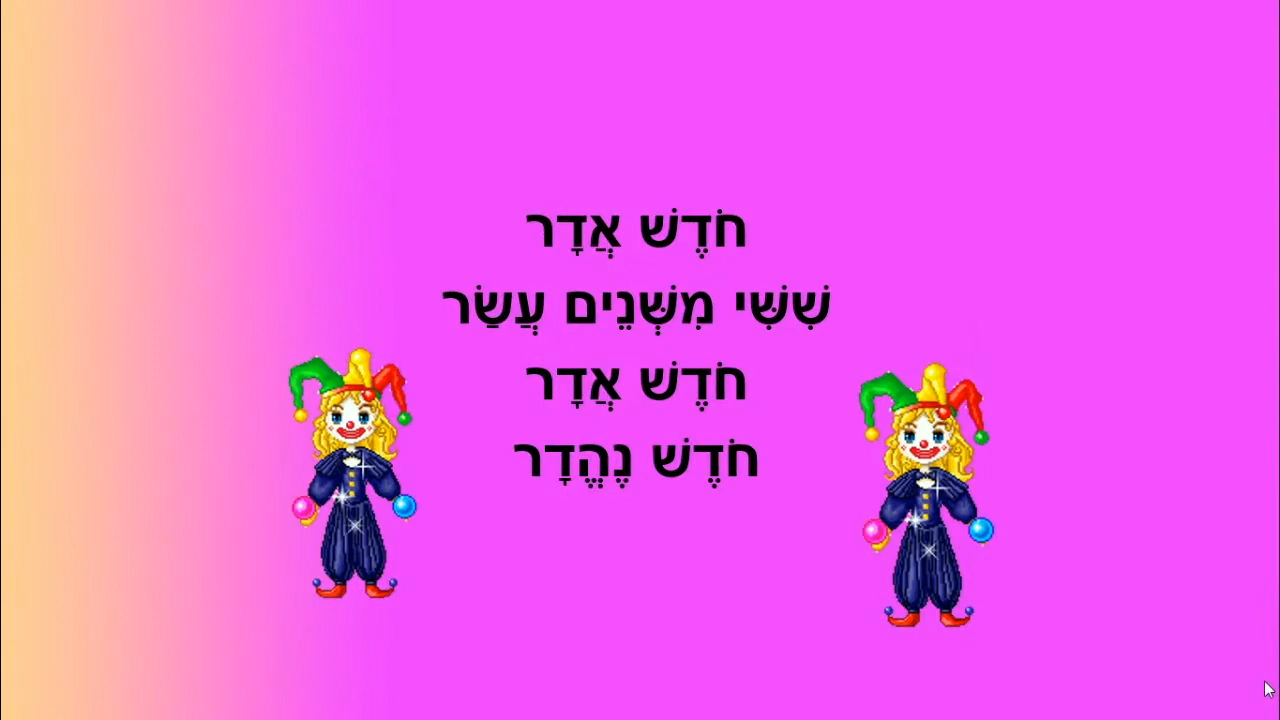 חֹדֶשׁ אֲדָר
שִׁשִּׁי מִשְּׁנֵים עֲשַׂר
חֹדֶשׁ אֲדָר
חֹדֶשׁ נֶהֱדָר